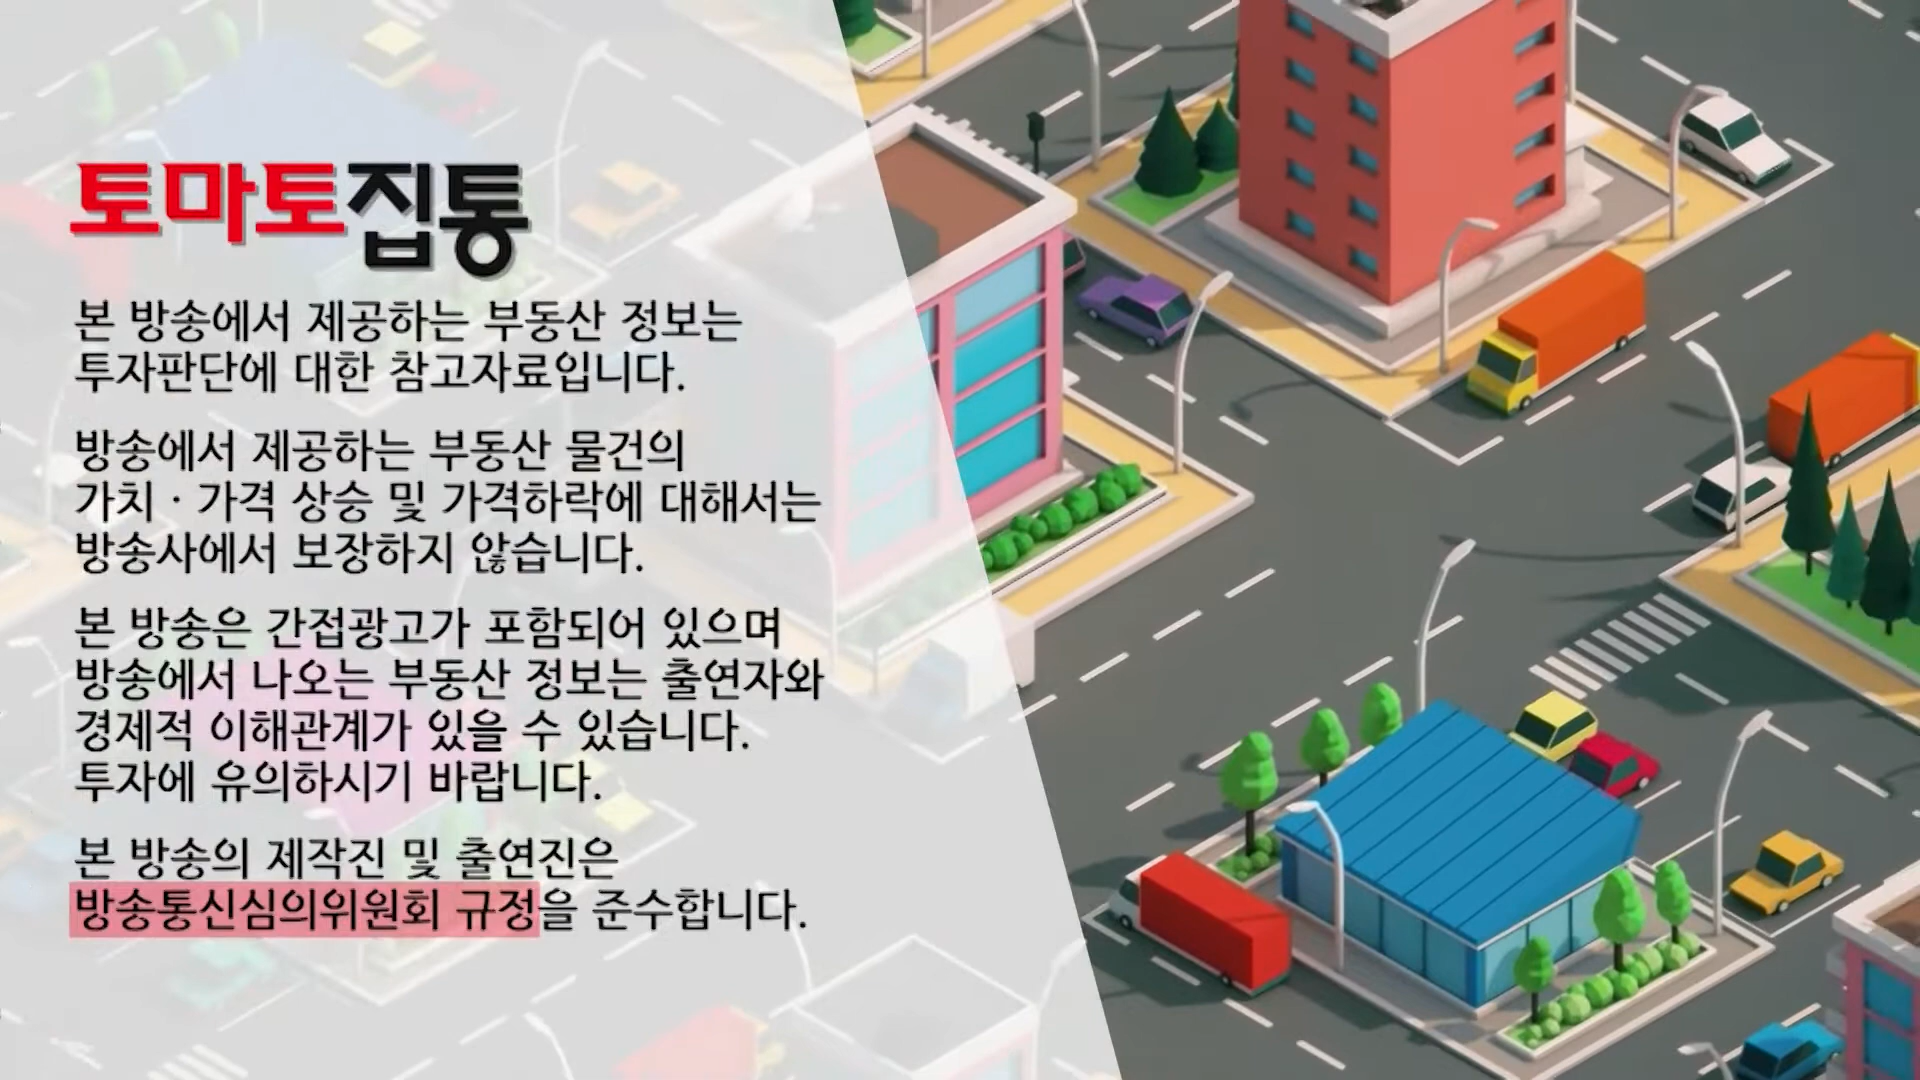 토마토집통
본 방송에서 제공하는 부동산 정보는
투자판단에 대한 참고자료입니다.
방송에서 제공하는 부동산 물건의
가치 · 가격 상승 및 가격하락에 대해서는
방송사에서 보장하지 않습니다.
본 방송은 간접광고가 포함되어 있으며
방송에서 나오는 부동산 정보는 출연자와
경제적 이해관계가 있을 수 있습니다.
투자에 유의하시기 바랍니다.
본 방송의 제작진 및 출연진은
방송통신심의위원회 규정을 준수합니다.